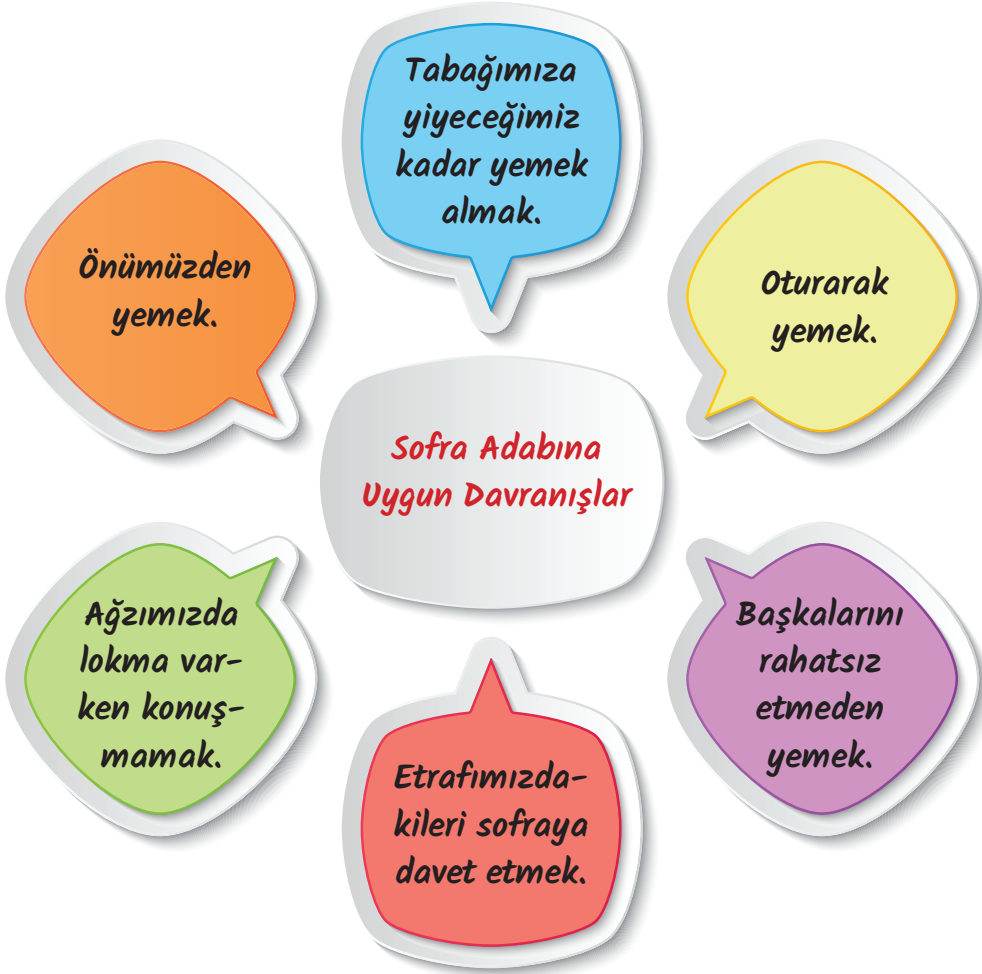 Tabağımıza
yiyeceğimiz
kadar yemek
almak.
Önümüzden
yemek.
Oturarak
yemek.
Sofra Adabına
Uygun Davranışlar
Ağzımızda
lokma var-
ken konuş-
mamak.
Başkalarını
rahatsız
etmeden
yemek.
Etrafımızda-
kileri sofraya
davet etmek.